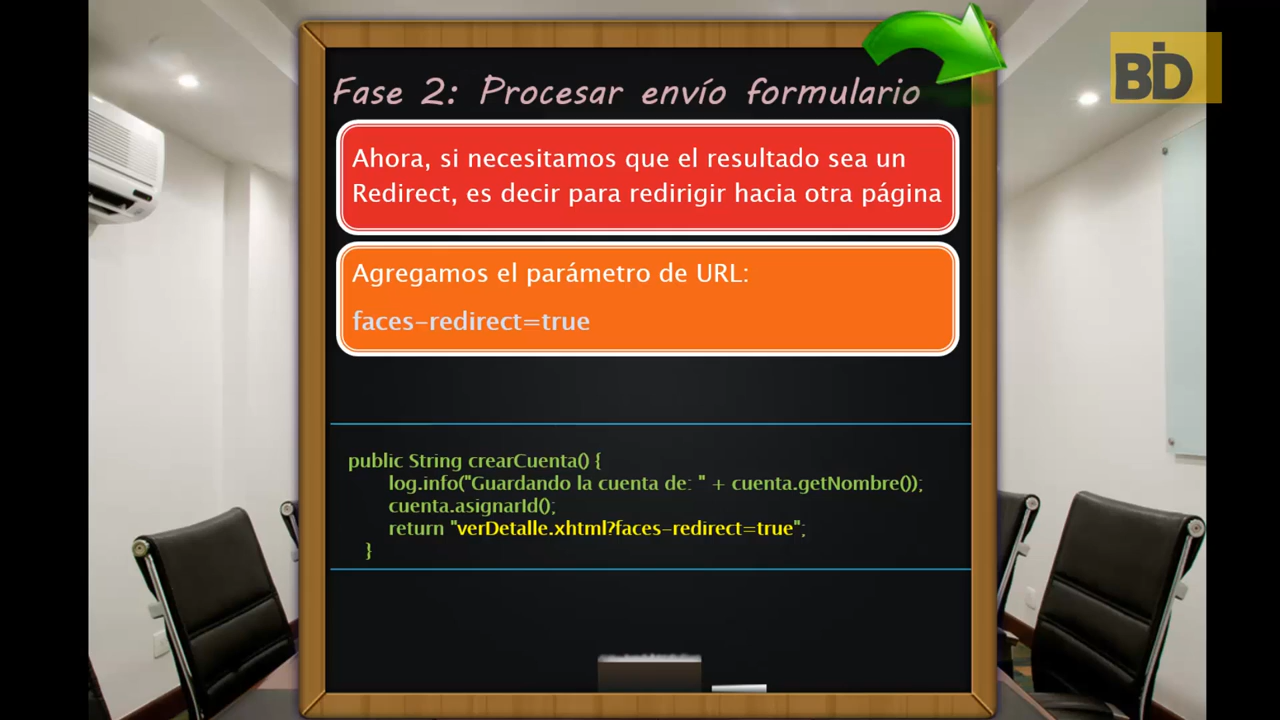 BID
Fase 2: Procesar envío formulario
Ahora, si necesitamos que el resultado sea un
Redirect, es decir para redirigir hacia otra página
Agregamos el parámetro de URL:
faces-redirect=true
public String crearCuenta() {
log.info("Guardando la cuenta de: " + cuenta.getNombre());
cuenta.asignarId();
return "verDetalle.xhtml?faces-redirect=true";
}